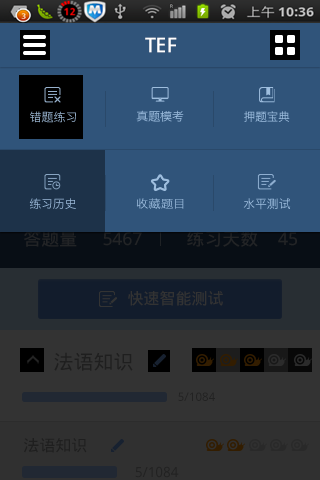 3 12 上午 10:36
TEF
错题练习 真题模考 押题宝典
练习历史 收藏题目 水平测试
答题量 5467 练习天数 45
快速智能测试
法语知识
5/1084
法语知识
5/1084